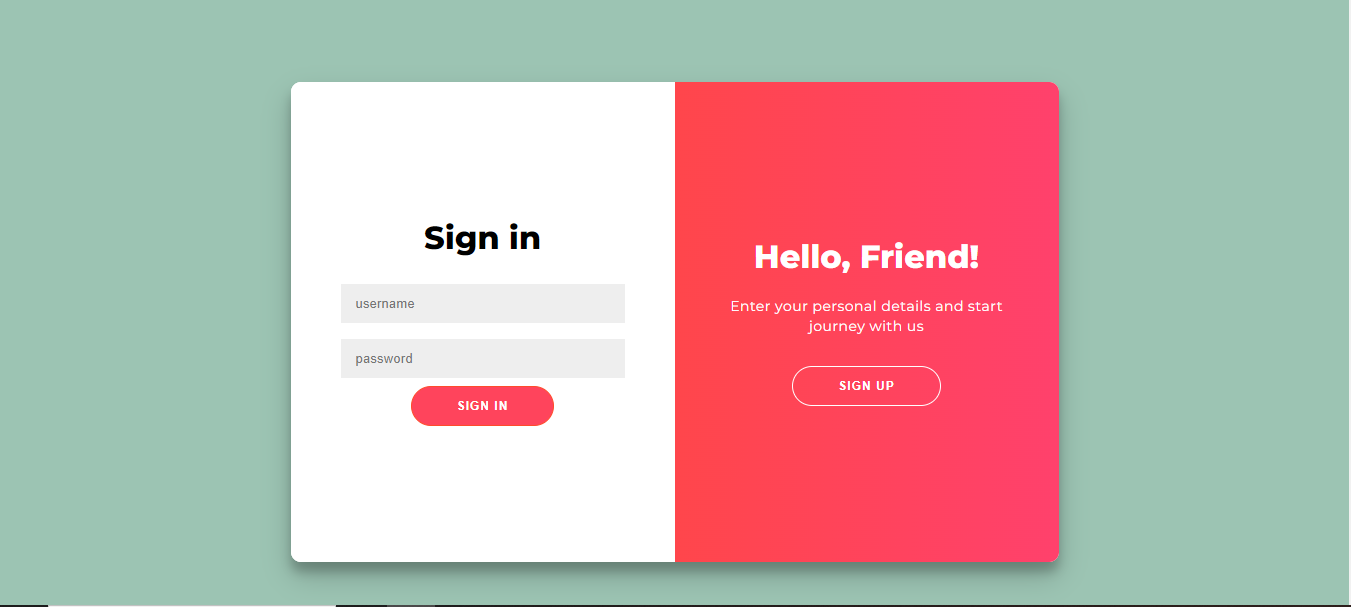 Sign in
username
password
SIGN IN
Hello, Friend!
Enter your personal details and start
journey with us
SIGN UP